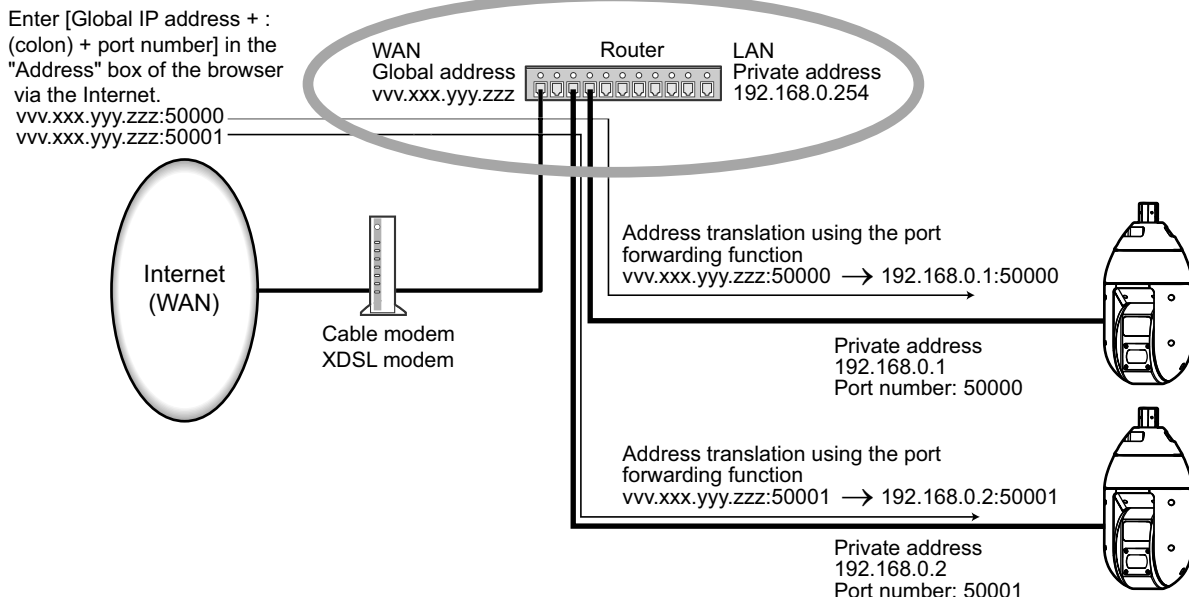 Enter [Global IP address + :
(colon) + port number] in the
"Address" box of the browser
via the Internet.
vvv.xxx.yyy.zzz:50000
vvv.xxx.yyy.zzz:50001
WAN
Global address
vvv.xxx.yyy.zzz
Router
LAN
Private address
192.168.0.254
Internet
(WAN)
Cable modem
XDSL modem
Address translation using the port
forwarding function
vvv.xxx.yyy.zzz:50000 → 192.168.0.1:50000
Private address
192.168.0.1
Port number: 50000
Address translation using the port
forwarding function
vvv.xxx.yyy.zzz:50001 → 192.168.0.2:50001
Private address
192.168.0.2
Port number: 50001